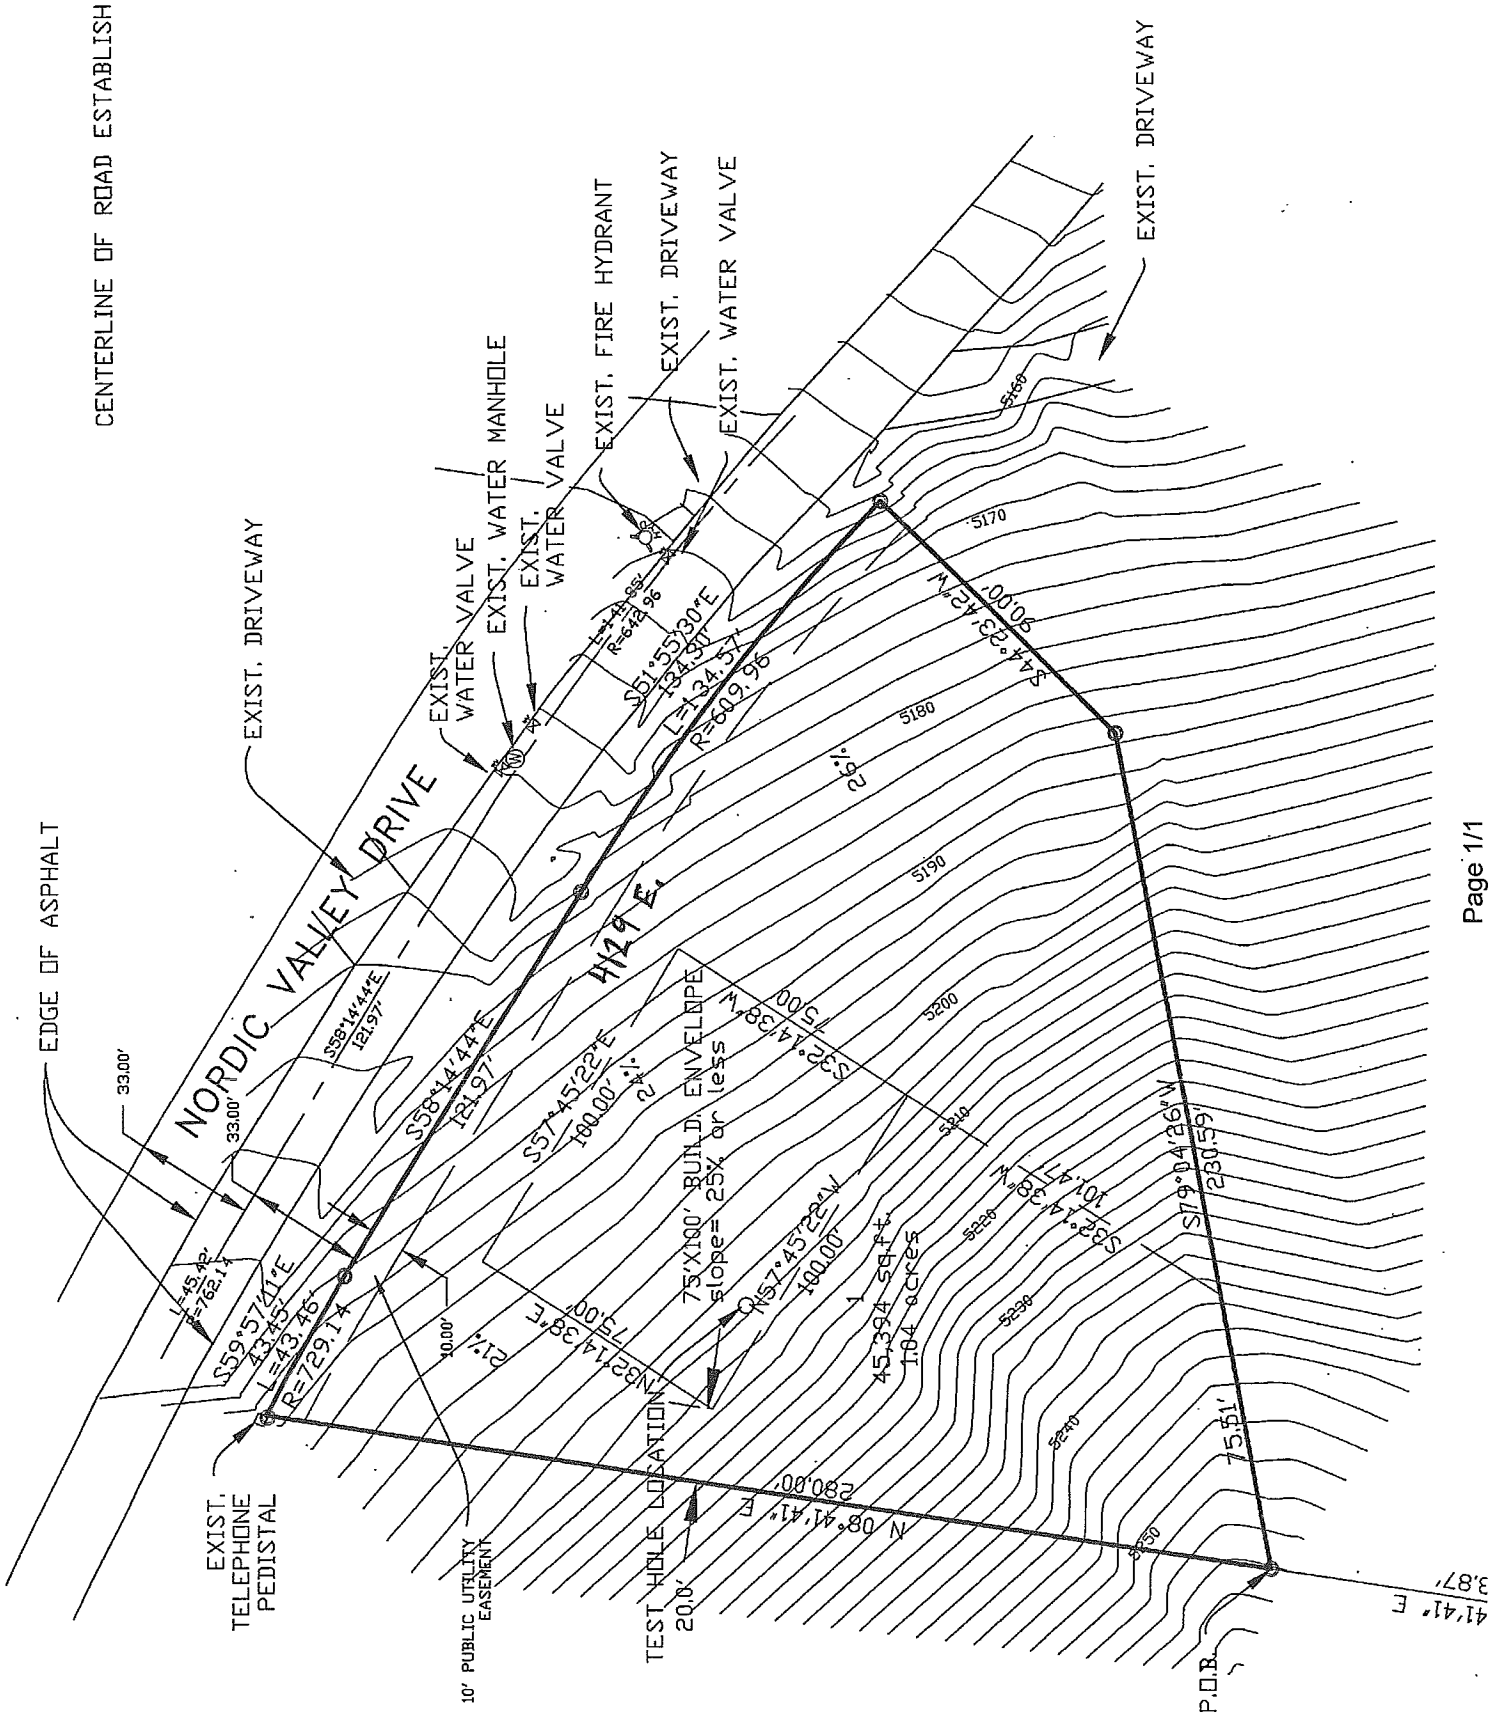 CENTERLINE OF ROAD ESTABLISH
EDGE OF ASPHALT
33.00'
33.00'
NORDIC VALLEY DRIVE
EXIST. DRIVEWAY
EXIST.
WATER VALVE
EXIST. WATER MANHOLE
EXIST.
WATER VALVE
EXIST. FIRE HYDRANT
EXIST. DRIVEWAY
EXIST. WATER VALVE
EXIST. DRIVEWAY
L=45.42'
R=762.14
S58°14'44"E
121.97'
L=141.85'
R=642.96
S59°57'11"E
43.45'
L=43.46'
R=729.14
S58°14'44"E
121.97'
S51°55'30"E
134.30'
L=134.57'
R=609.96
4129 E.
EXIST.
TELEPHONE
PEDISTAL
10' PUBLIC UTILITY
EASEMENT
10.00'
21%
24%
26%
S57°45'22"E
100.00'
S32°14'38"W
75.00
N32°14'38"E
75.00'
N57°45'22"W
100.00'
75'X100' BUILD. ENVELOPE
slope= 25% or less
TEST HOLE LOCATION
20.0'
45,394 sq.ft.
1.04 acres
S32°14'38"W
101.47
S44°23'42"W
90.00'
S79°04'26"W
230.59'
75.51'
N 08°41'41" E
280.00'
5160
5170
5180
5190
5200
5210
5220
5230
5240
5250
P.O.B.
41'41" E
3.87'
Page 1/1